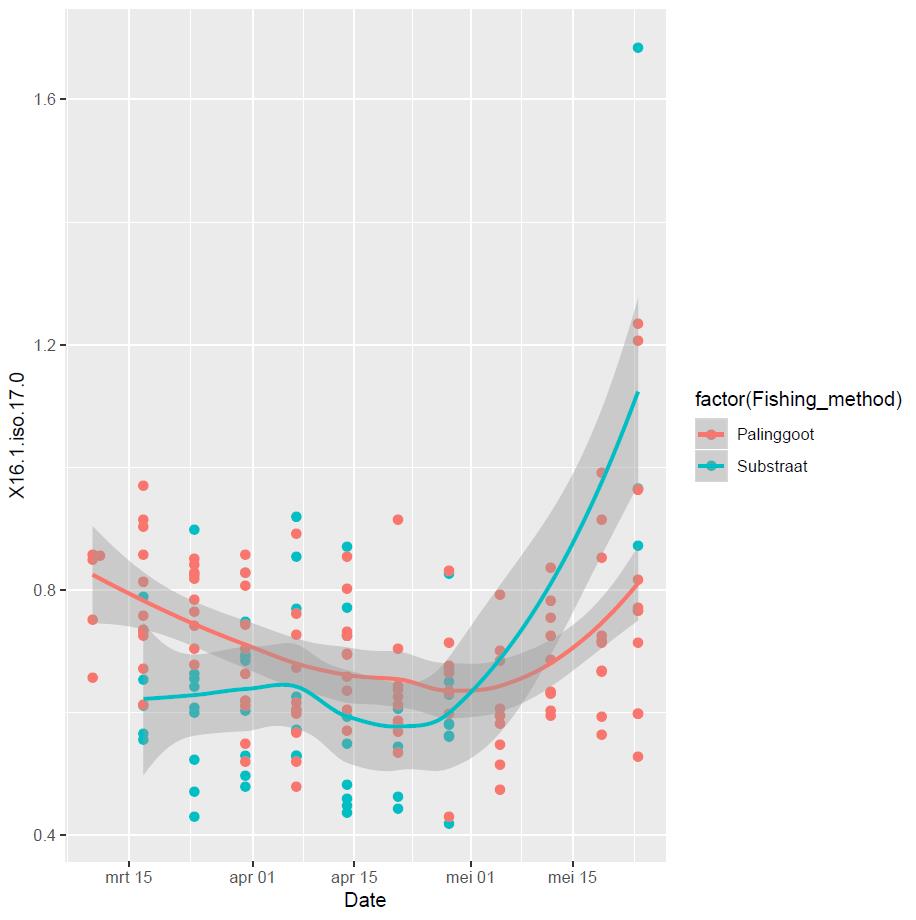 1.6
1.2
0.8
0.4
X16.1.iso.17.0
mrt 15
apr 01
apr 15
mei 01
mei 15
Date
factor(Fishing_method)
Palinggoot
Substraat